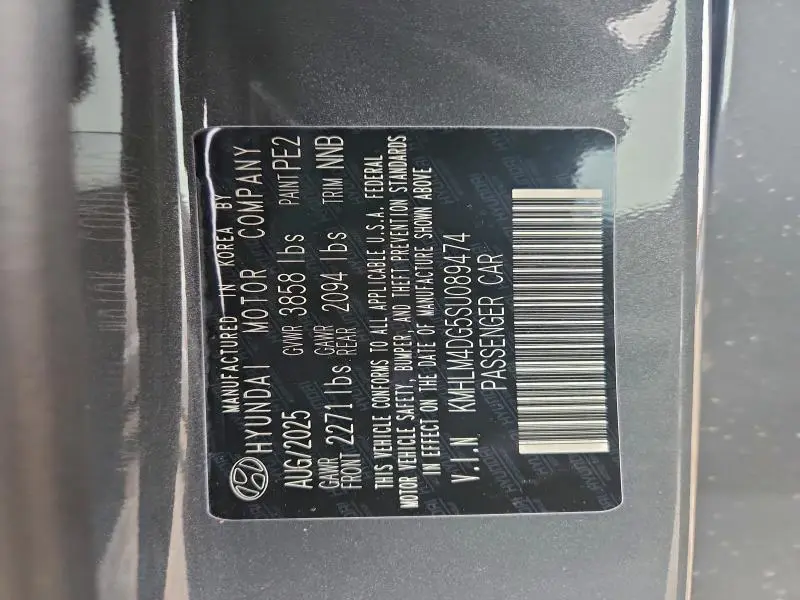 MANUFACTURED IN KOREA BY
HYUNDAI MOTOR COMPANY
AUG/2025 GVWR 3858 lbs PAINT PE2
GAWR FRONT 2271 lbs GAWR REAR 2094 lbs TRIM NNB
THIS VEHICLE CONFORMS TO ALL APPLICABLE U.S.A. FEDERAL
MOTOR VEHICLE SAFETY, BUMPER, AND THEFT PREVENTION STANDARDS
IN EFFECT ON THE DATE OF MANUFACTURE SHOWN ABOVE
V.I.N KMHLM4DG5SU089474
PASSENGER CAR